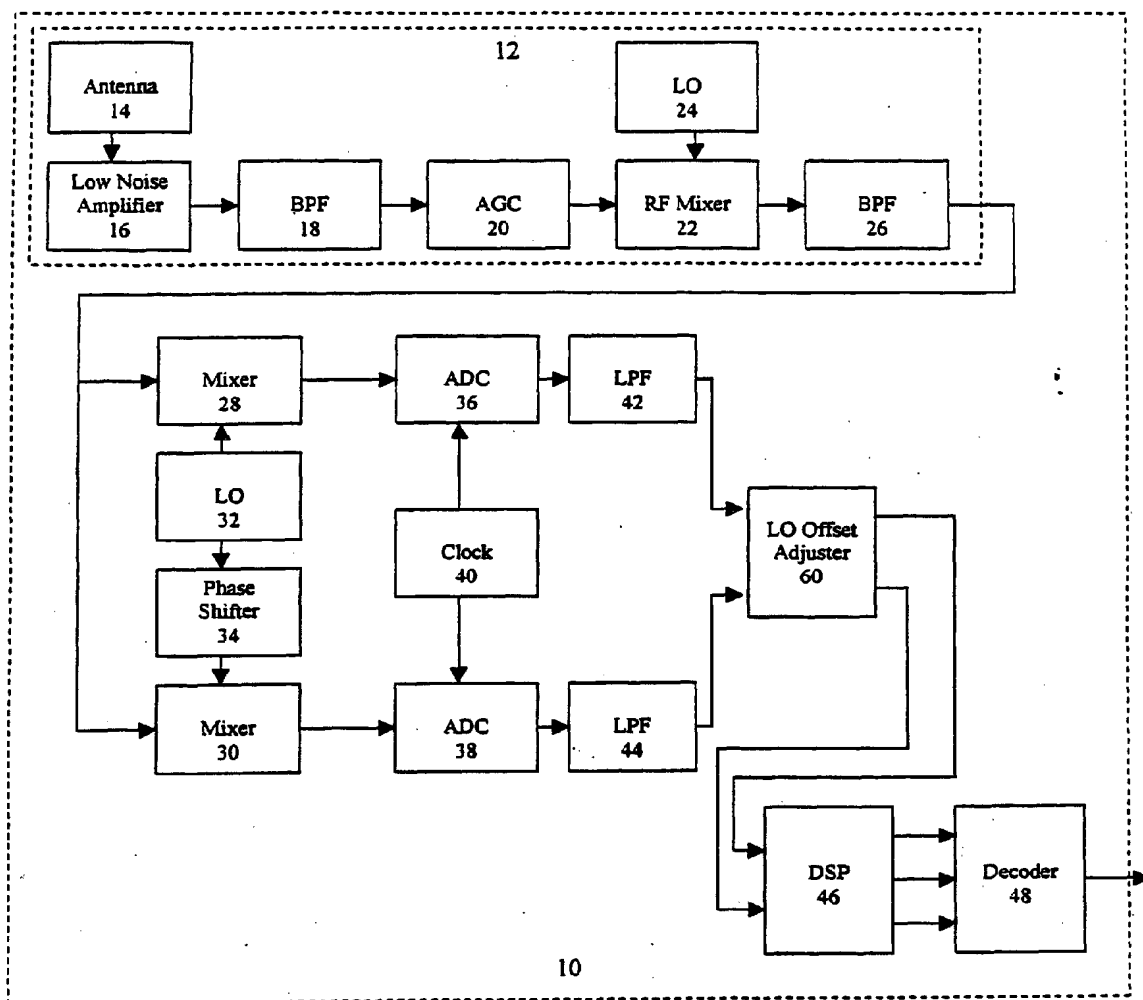 12
Antenna
14
LO
24
Low Noise
Amplifier
16
BPF
18
AGC
20
RF Mixer
22
BPF
26
Mixer
28
ADC
36
LPF
42
LO
32
Clock
40
LO Offset
Adjuster
60
Phase
Shifter
34
Mixer
30
ADC
38
LPF
44
DSP
46
Decoder
48
10